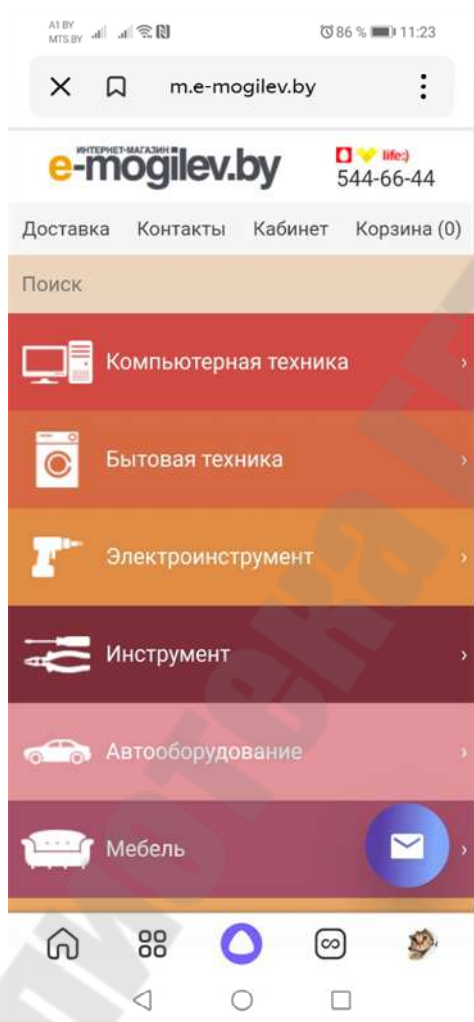 A1 BY
MTS.BY
86 % 11:23
m.e-mogilev.by
ИНТЕРНЕТ-МАГАЗИН
e-mogilev.by
life:)
544-66-44
Доставка Контакты Кабинет Корзина (0)
Поиск
Компьютерная техника
Бытовая техника
Электроинструмент
Инструмент
Автооборудование
Мебель